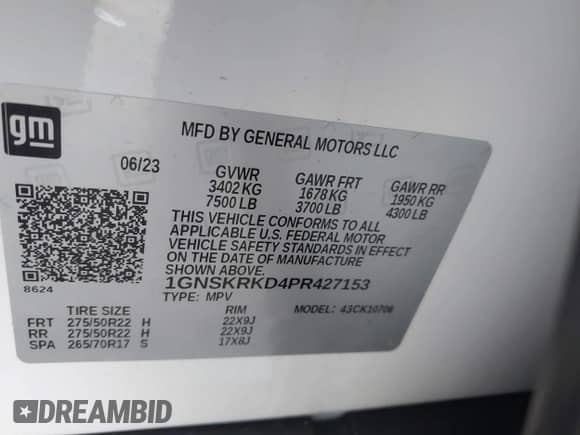 gm
MFD BY GENERAL MOTORS LLC
06/23 GVWR GAWR FRT GAWR RR
3402 KG 1678 KG 1950 KG
7500 LB 3700 LB 4300 LB
THIS VEHICLE CONFORMS TO ALL
APPLICABLE U.S. FEDERAL MOTOR
VEHICLE SAFETY STANDARDS IN EFFECT
ON THE DATE OF MANUFACTURE
SHOWN ABOVE.
8624
1GNSKRKD4PR427153
TYPE: MPV MODEL: 43CK10706
TIRE SIZE RIM
FRT 275/50R22 H 22X9J
RR 275/50R22 H 22X9J
SPA 265/70R17 S 17X8J
DREAMBID